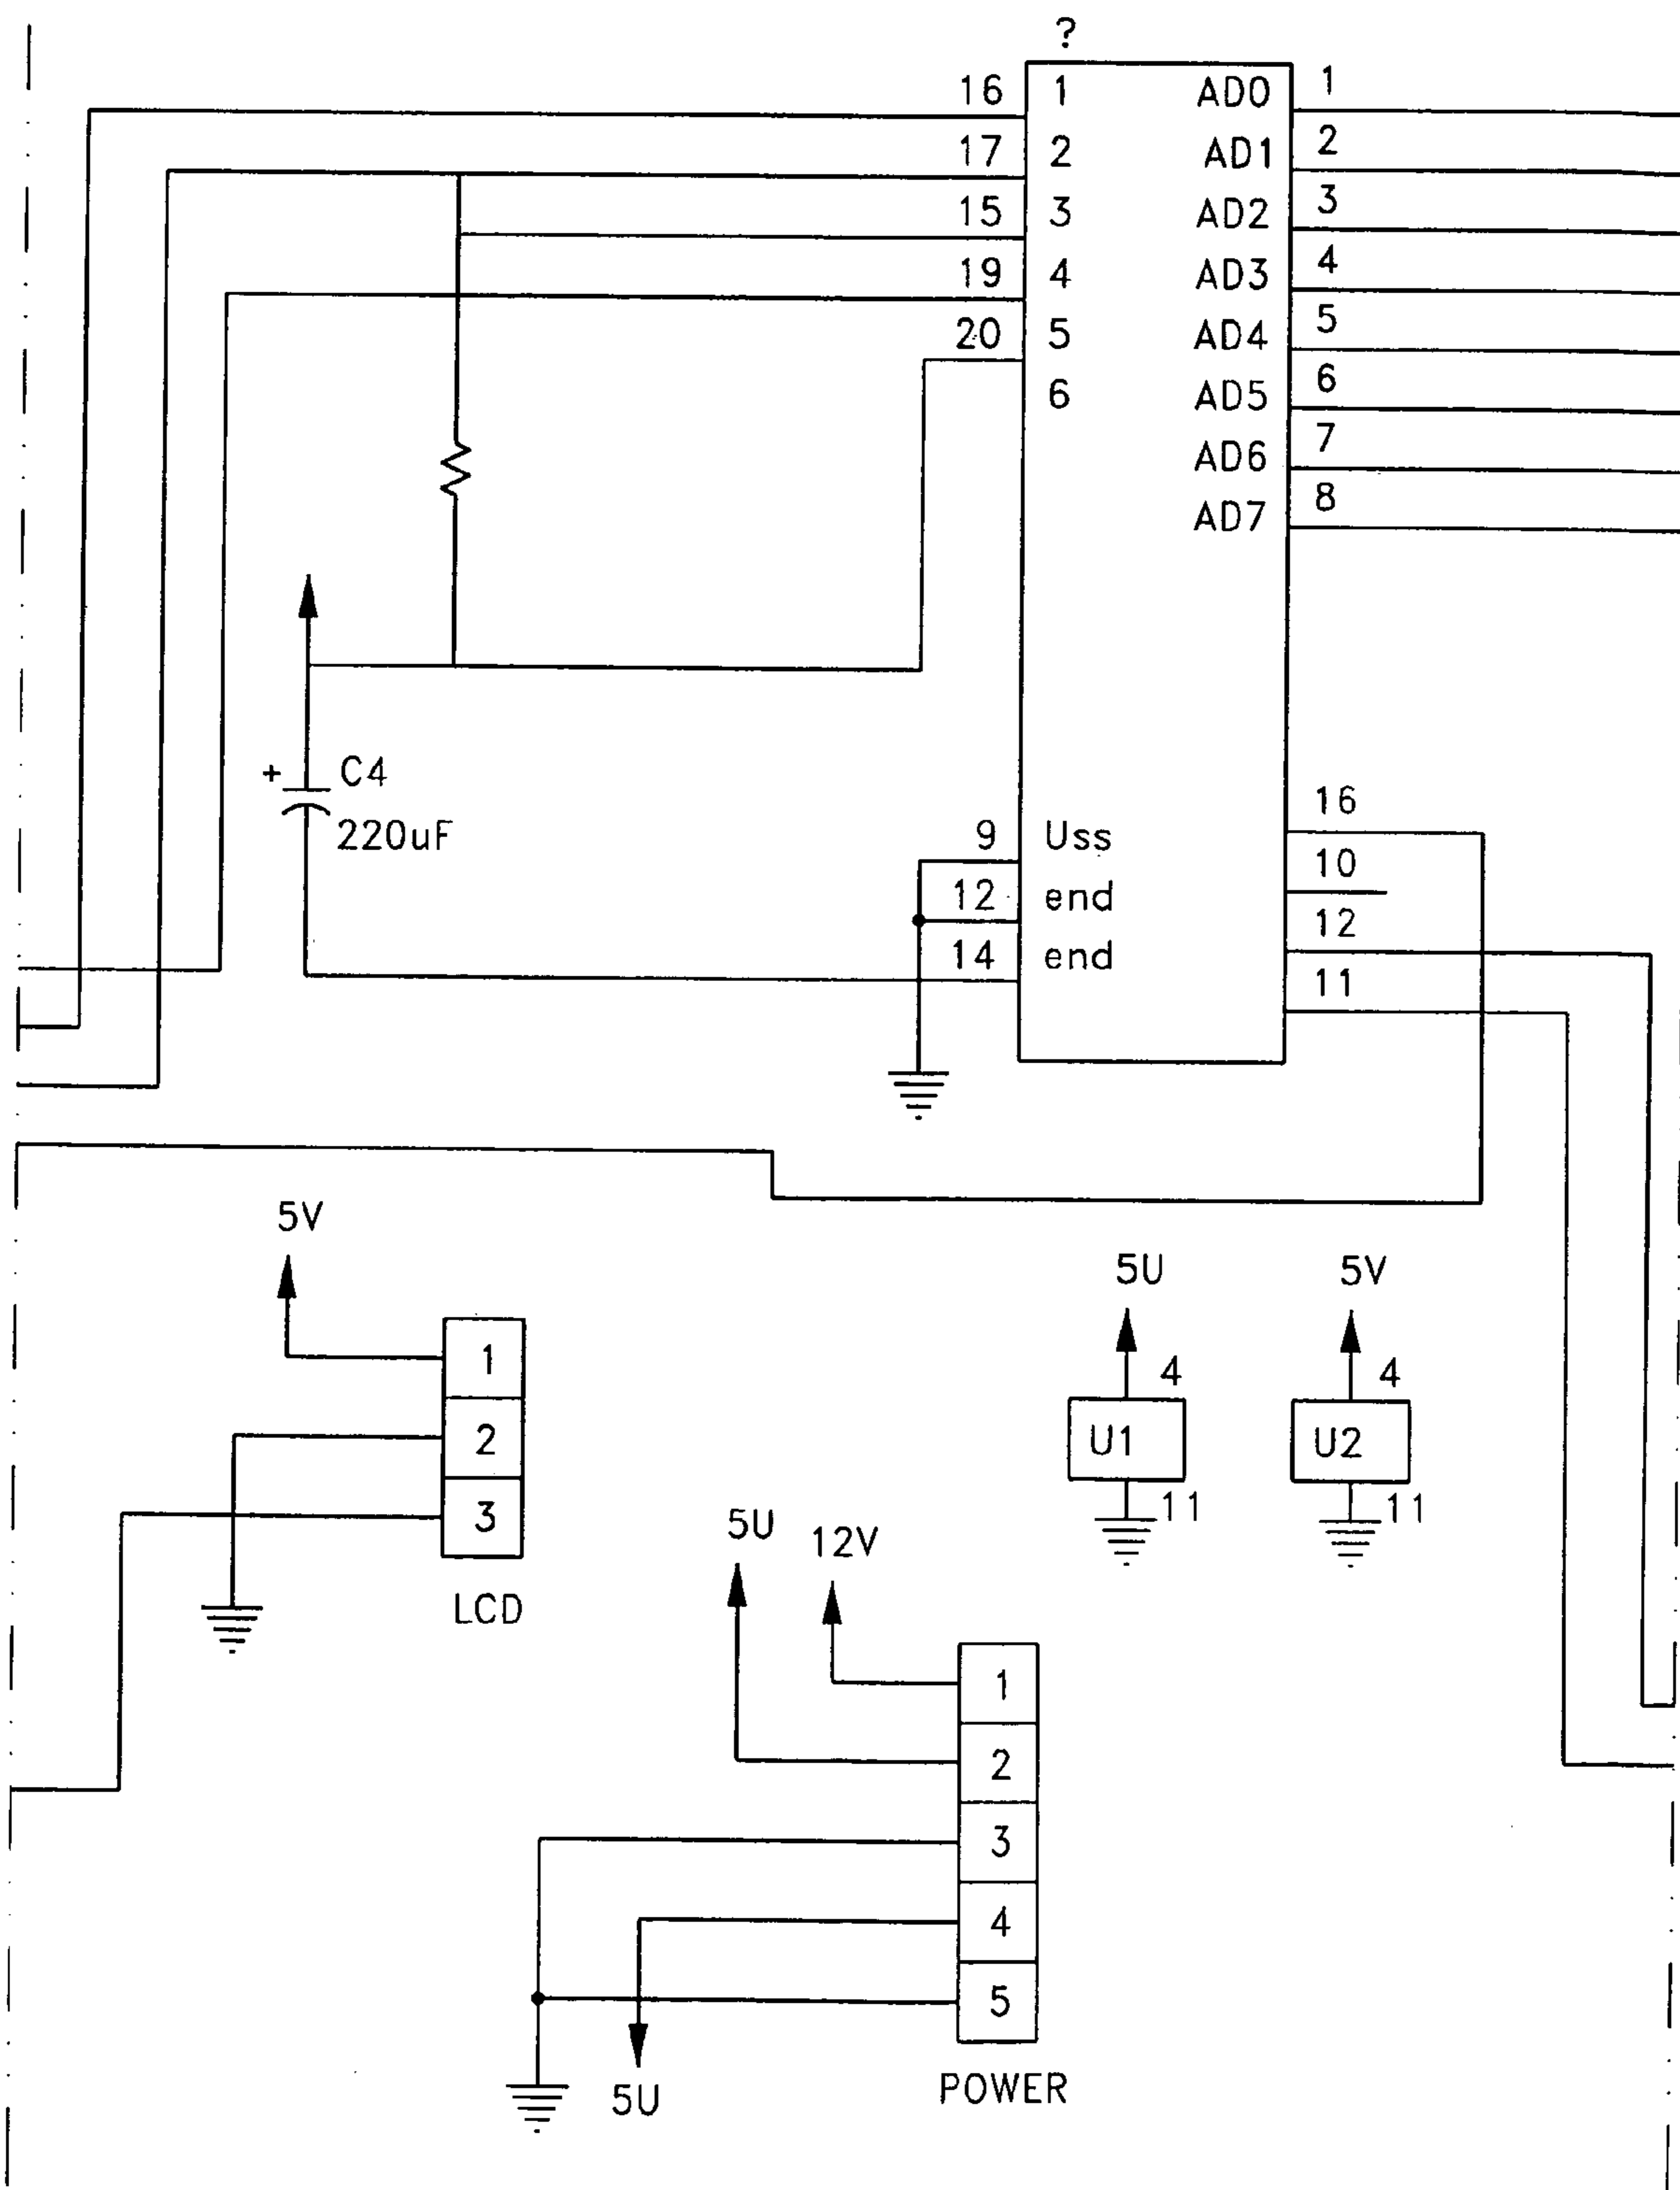 ?
16 1 AD0 1
17 2 AD1 2
15 3 AD2 3
19 4 AD3 4
20 5 AD4 5
6 AD5 6
AD6 7
AD7 8
+ C4
220uF
16
9 Uss
10
12 end
12
14 end
11
5V
5U 5V
1
4 4
2
U1 U2
3
11 11
5U 12V
LCD
1
2
3
4
5
5U
POWER